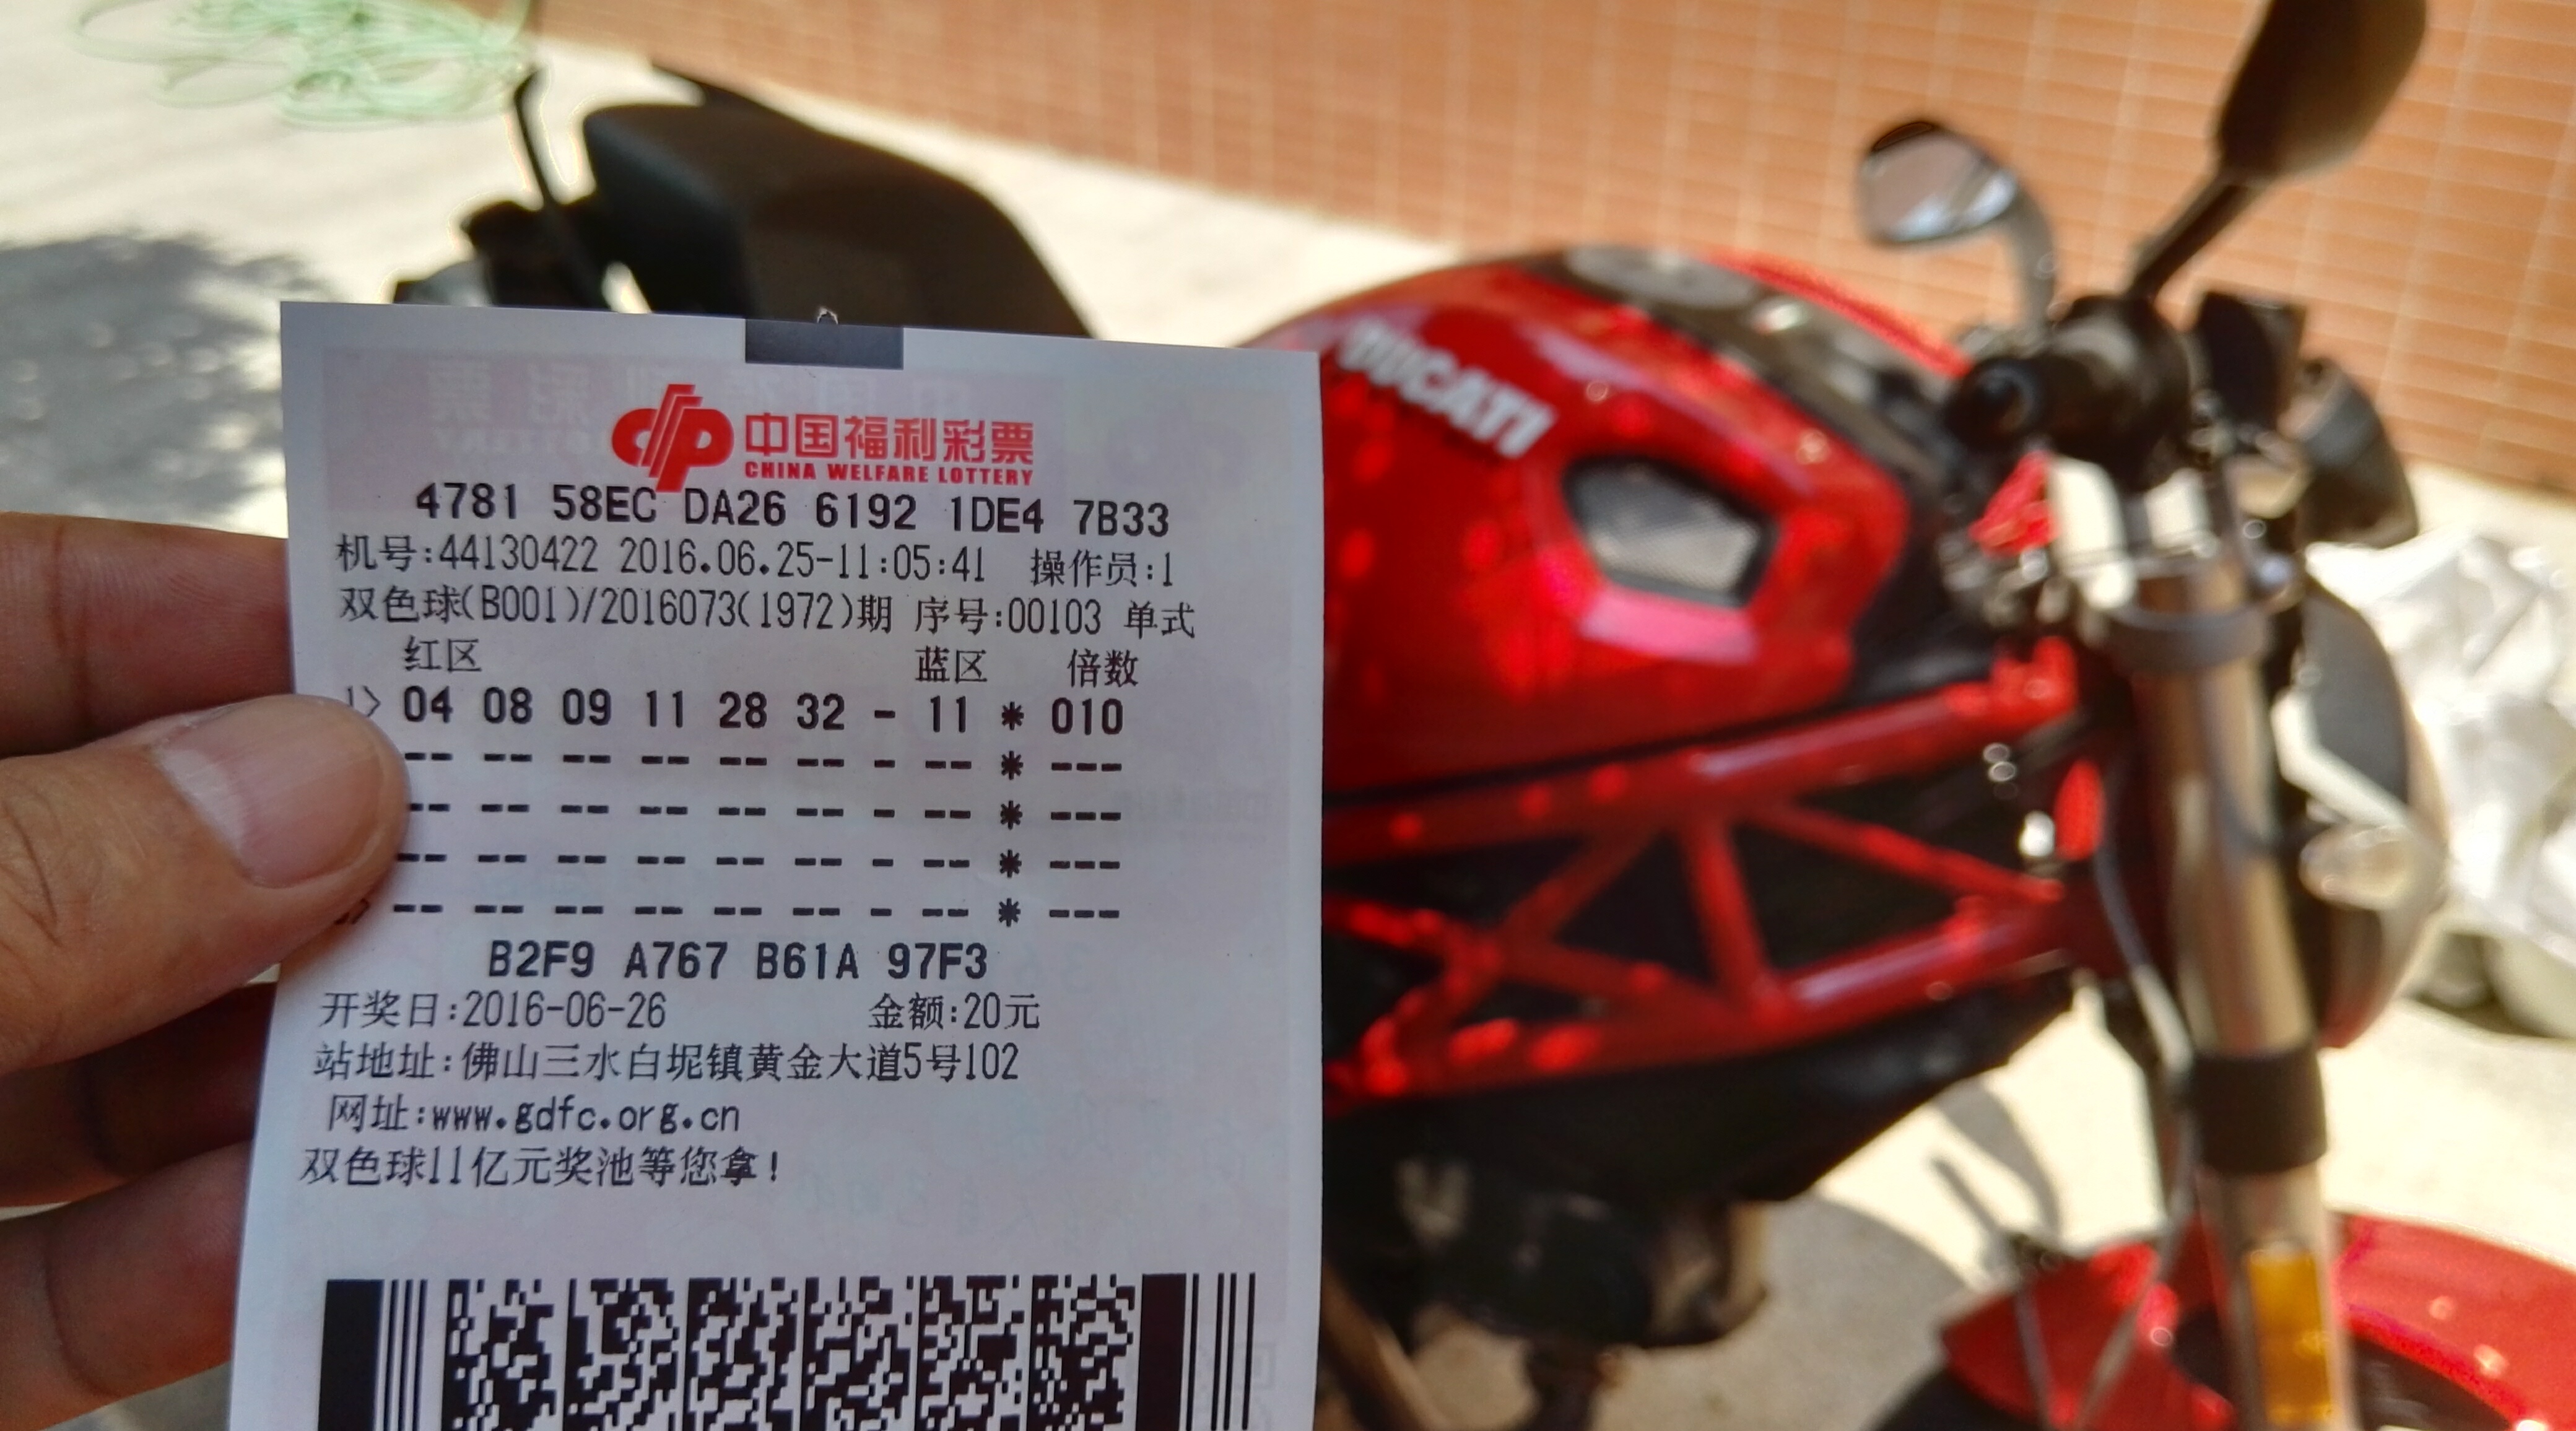 中国福利彩票
CHINA WELFARE LOTTERY
4781 58EC DA26 6192 1DE4 7B33
机号:44130422 2016.06.25-11:05:41 操作员:1
双色球(B001)/2016073(1972)期 序号:00103 单式
红区 蓝区 倍数
1> 04 08 09 11 28 32 - 11 * 010
-- -- -- -- -- -- - -- * ---
-- -- -- -- -- -- - -- * ---
-- -- -- -- -- -- - -- * ---
-- -- -- -- -- -- - -- * ---
B2F9 A767 B61A 97F3
开奖日:2016-06-26 金额:20元
站地址:佛山三水白坭镇黄金大道5号102
网址:www.gdfc.org.cn
双色球11亿元奖池等您拿!
DUCATI